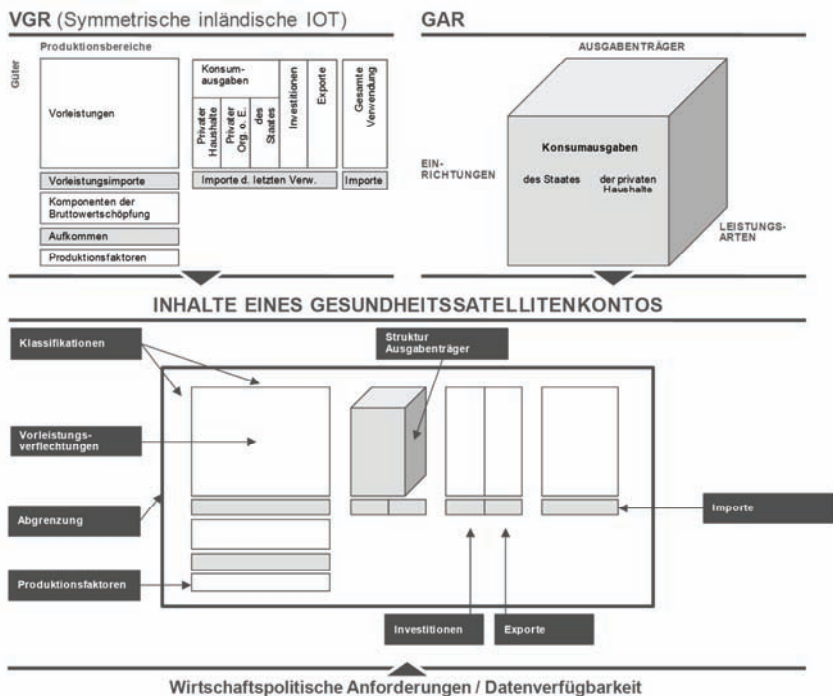 VGR (Symmetrische inländische IOT)
Produktionsbereiche
Güter
Vorleistungen
Konsum-
ausgaben
Privater
Haushalte
Privater
Org. o. E.
des
Staates
Investitionen
Exporte
Gesamte
Verwendung
Vorleistungsimporte
Importe d. letzten Verw.
Importe
Komponenten der
Bruttowertschöpfung
Aufkommen
Produktionsfaktoren
GAR
AUSGABENTRÄGER
EIN-
RICHTUNGEN
Konsumausgaben
des Staates
der privaten
Haushalte
LEISTUNGS-
ARTEN
INHALTE EINES GESUNDHEITSSATELLITENKONTOS
Klassifikationen
Struktur
Ausgabenträger
Vorleistungs-
verflechtungen
Abgrenzung
Importe
Produktionsfaktoren
Investitionen
Exporte
Wirtschaftspolitische Anforderungen / Datenverfügbarkeit